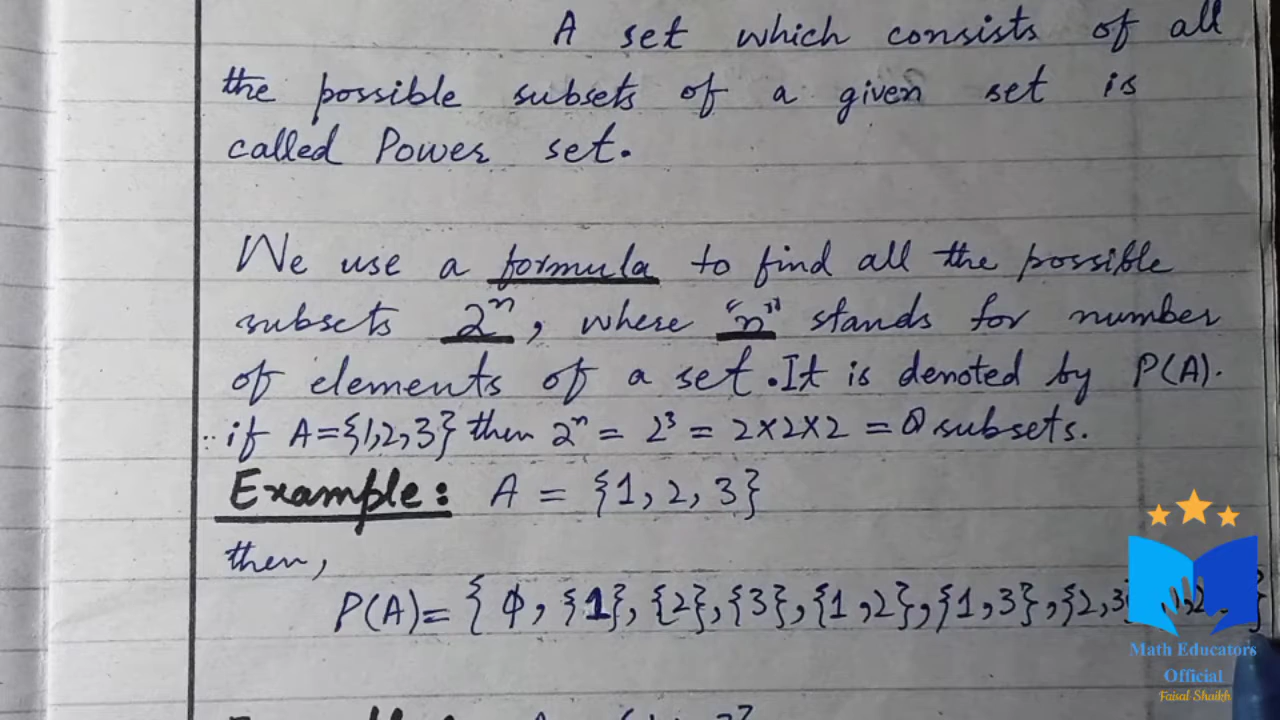 A set which consists of all
the possible subsets of a given set is
called Power set.
We use a formula to find all the possible
subsets 2ⁿ, where "n" stands for number
of elements of a set. It is denoted by P(A).
if A={1,2,3} then 2ⁿ = 2³ = 2×2×2 = 8 subsets.
Example: A = {1, 2, 3}
then,
P(A)= { ϕ, {1}, {2}, {3}, {1,2}, {1,3}, {2,3}
Math Educators
Official
Faisal Shaikh